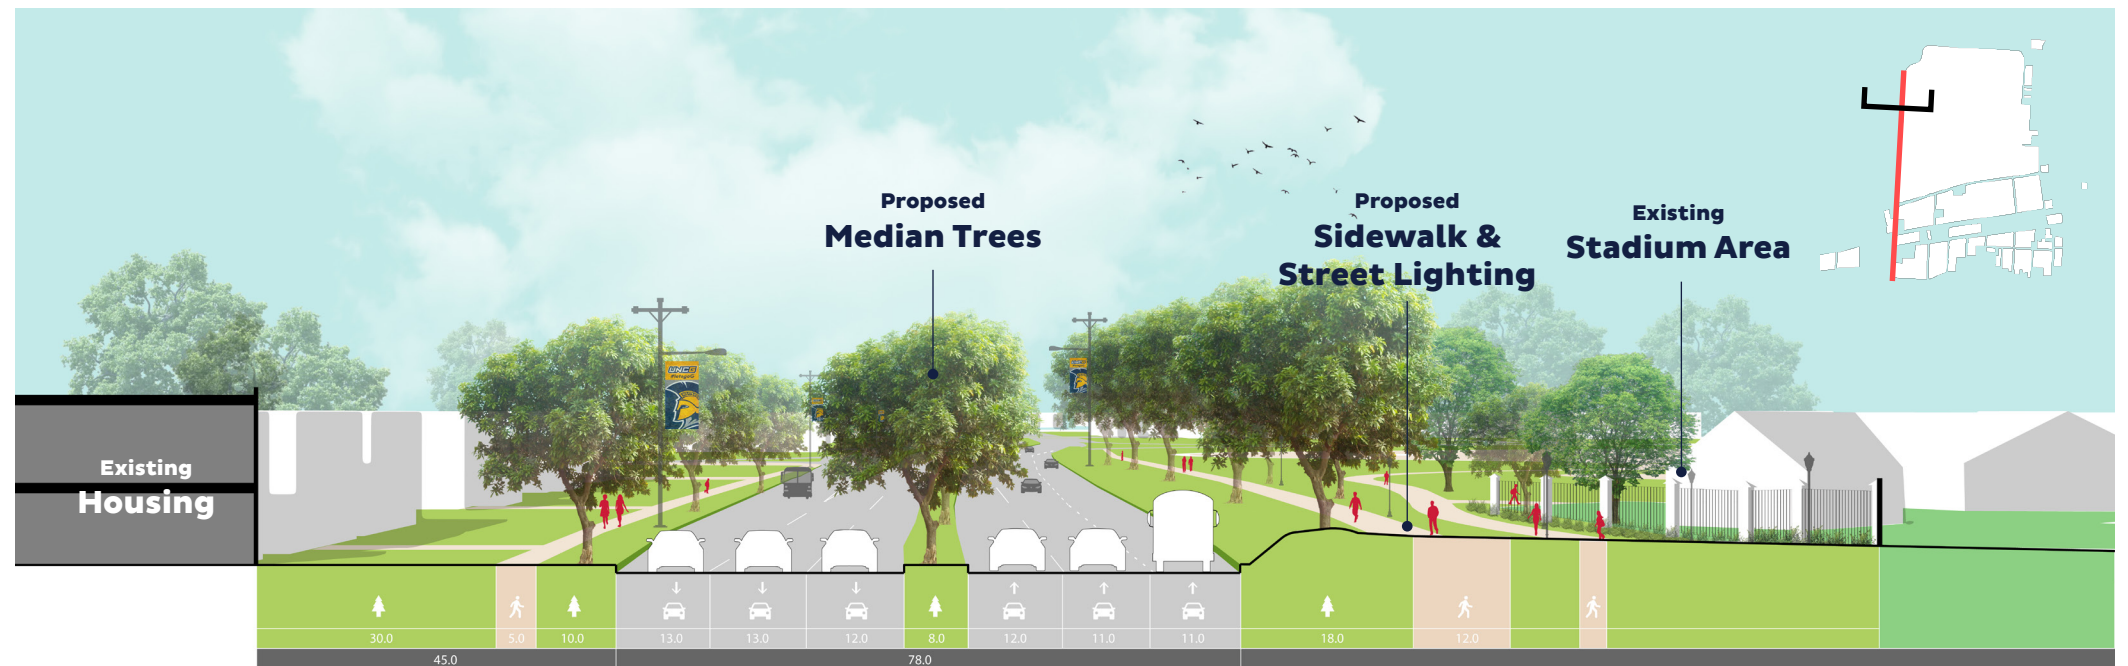 Proposed
Median Trees
Proposed
Sidewalk &
Street Lighting
Existing
Stadium Area
Existing
Housing
UNCG
30.0
5.0
10.0
13.0
13.0
12.0
8.0
12.0
11.0
11.0
18.0
12.0
45.0
78.0